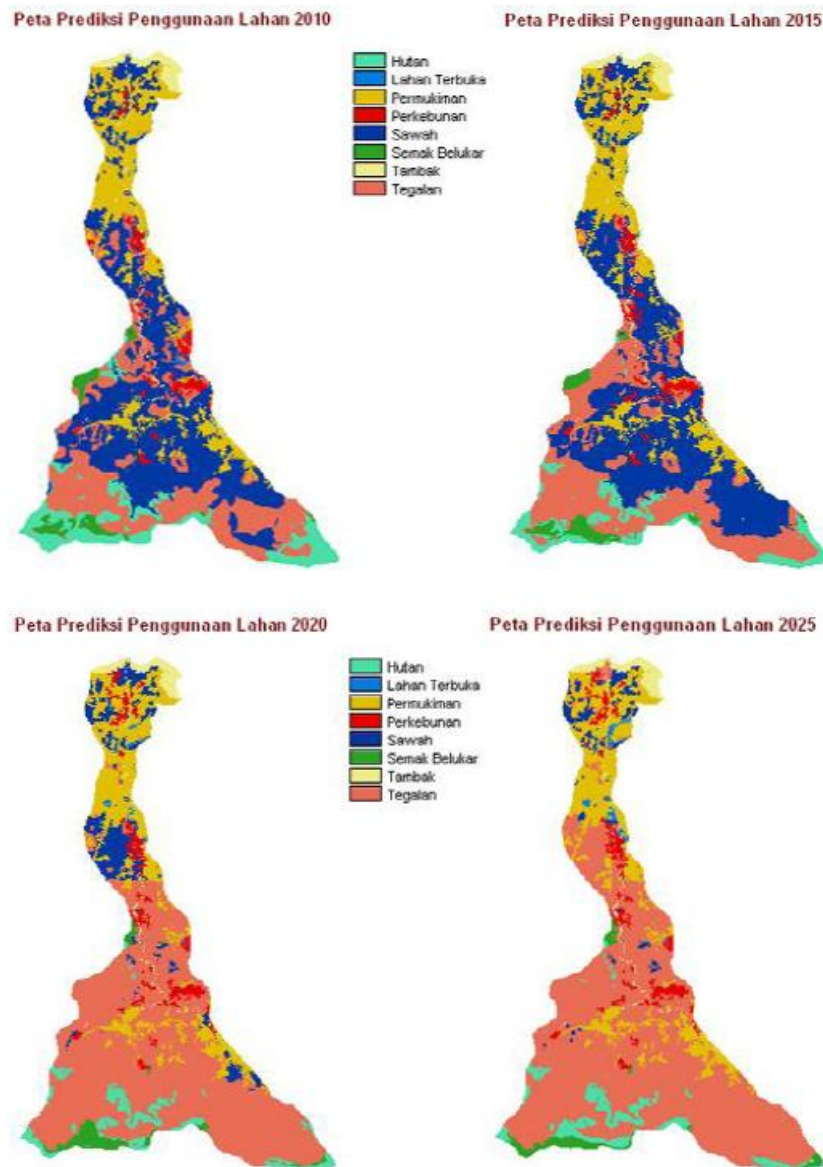 Peta Prediksi Penggunaan Lahan 2010
Peta Prediksi Penggunaan Lahan 2015
Hutan
Lahan Terbuka
Permukiman
Perkebunan
Sawah
Semak Belukar
Tambak
Tegalan
Peta Prediksi Penggunaan Lahan 2020
Peta Prediksi Penggunaan Lahan 2025
Hutan
Lahan Terbuka
Permukiman
Perkebunan
Sawah
Semak Belukar
Tambak
Tegalan